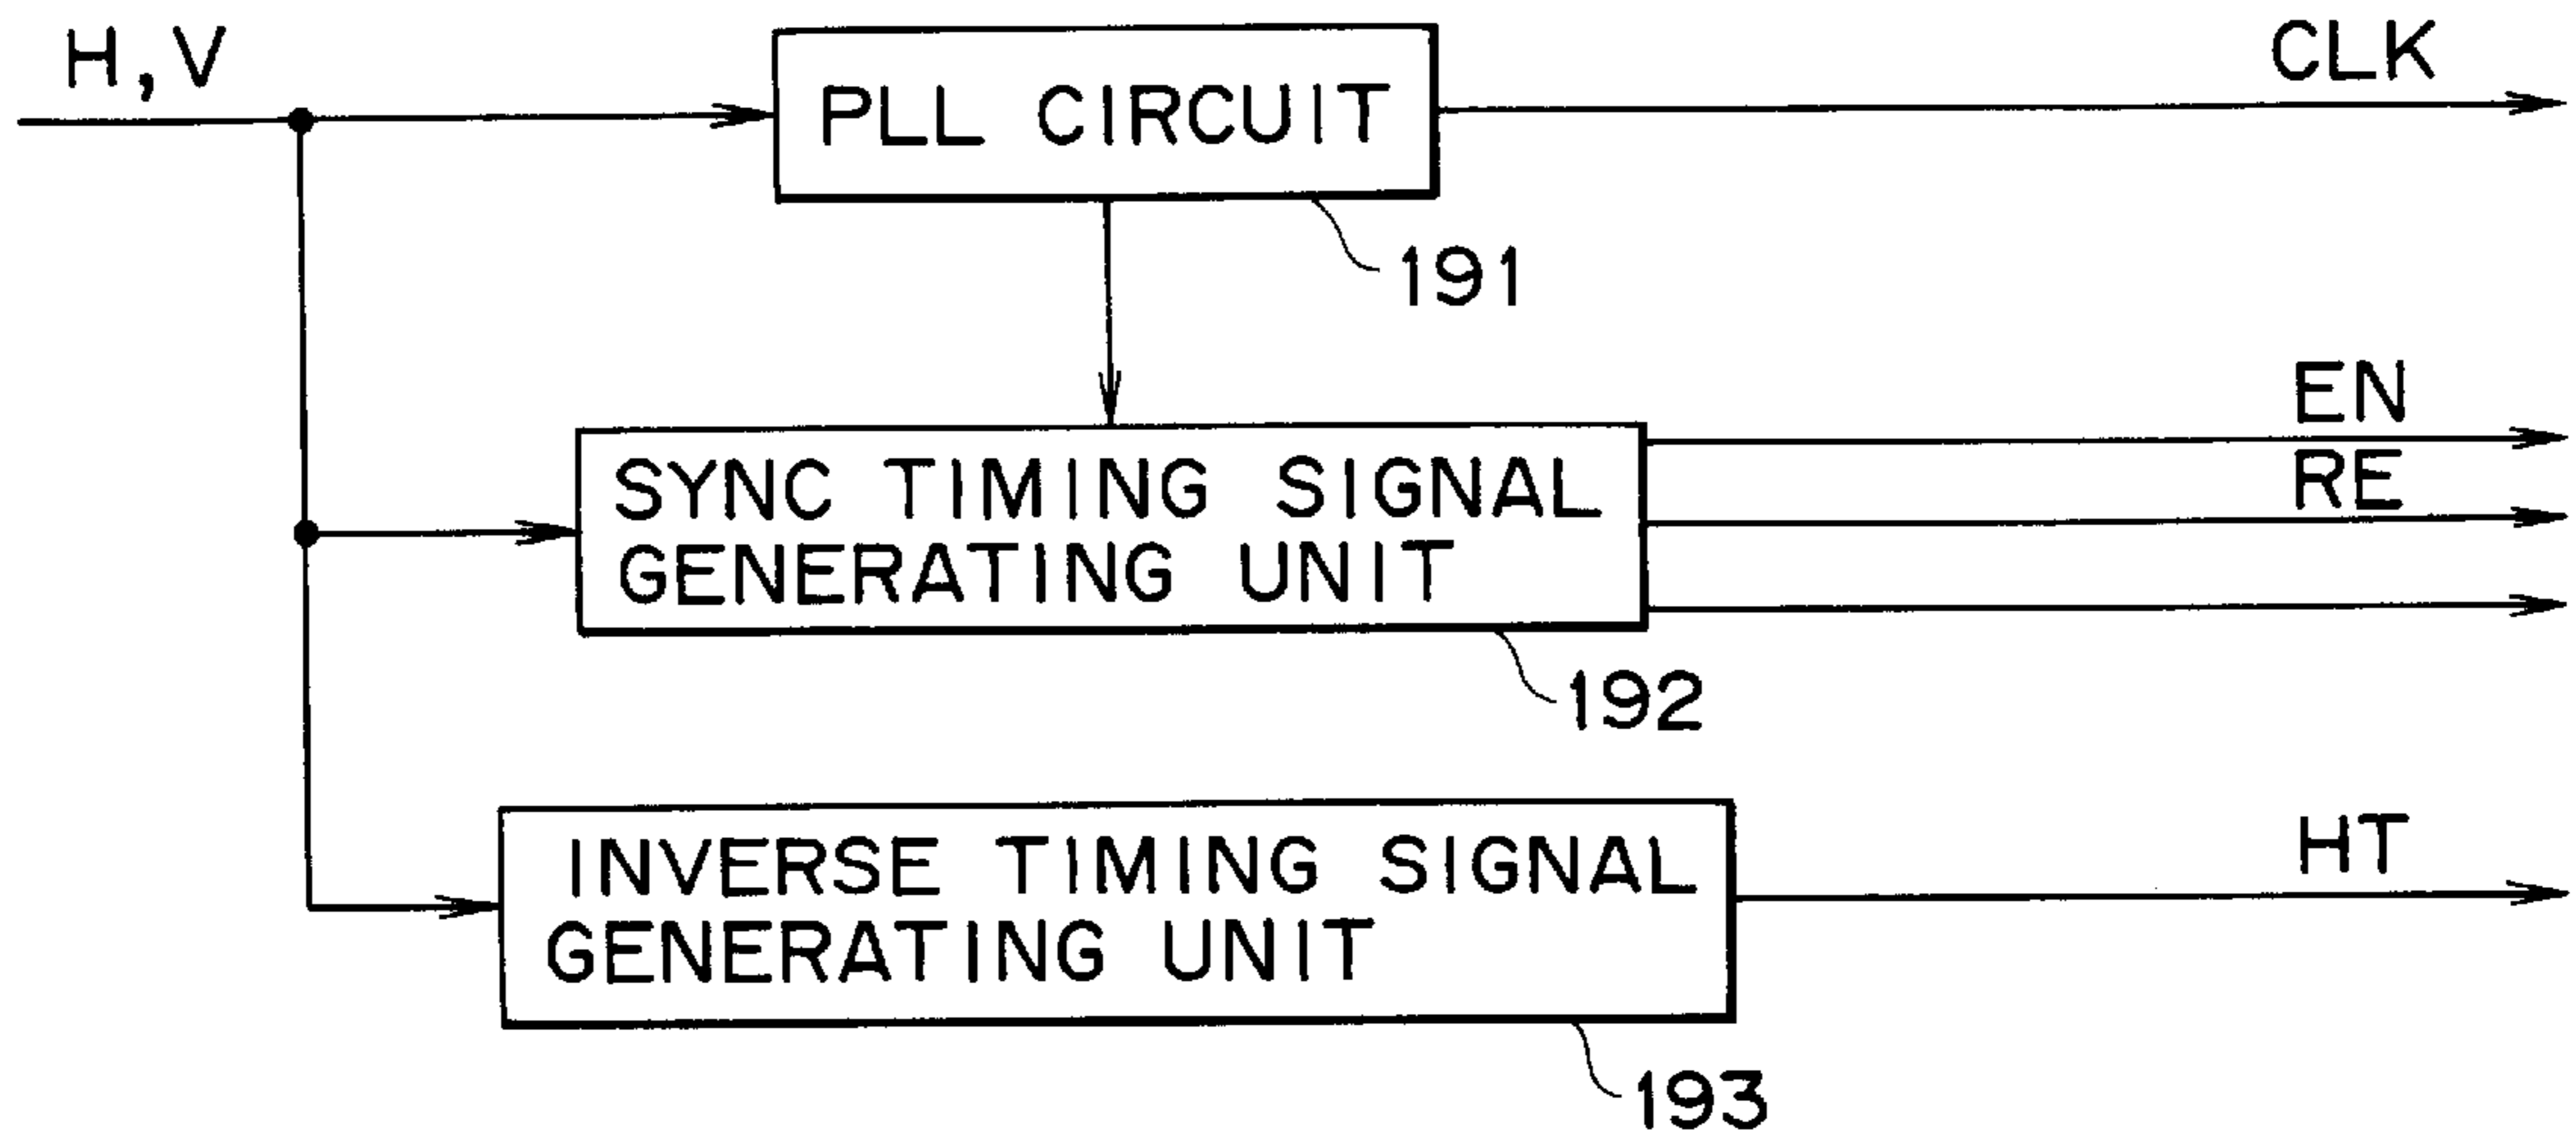 H,V
CLK
PLL CIRCUIT
191
EN
SYNC TIMING SIGNAL
RE
GENERATING UNIT
192
HT
INVERSE TIMING SIGNAL
GENERATING UNIT
193